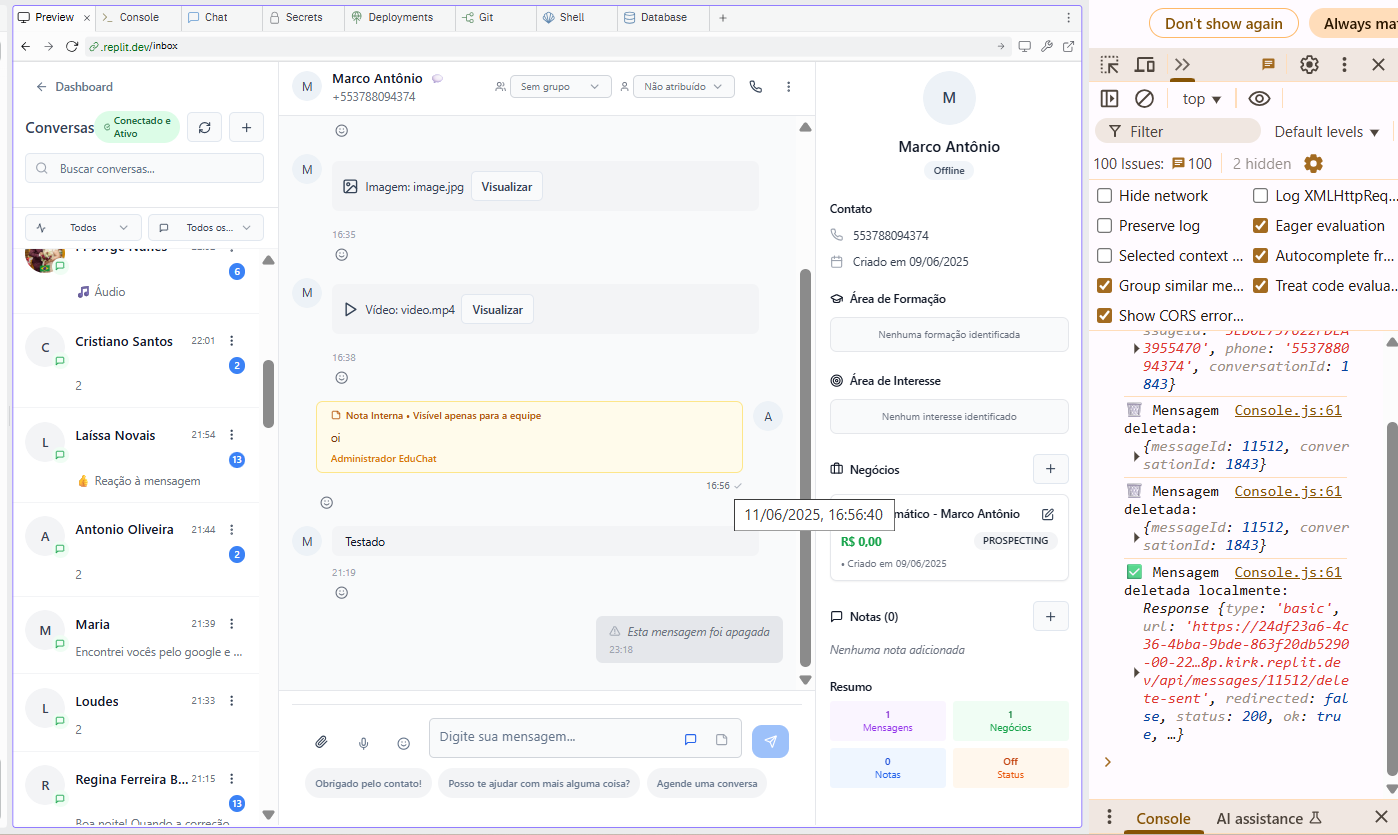 Preview
Console
Chat
Secrets
Deployments
Git
Shell
Database
.replit.dev/inbox
Dashboard
Conversas
Conectado e
Ativo
Buscar conversas...
Todos
Todos os...
6
Áudio
Cristiano Santos
22:01
C
2
2
Laíssa Novais
21:54
L
13
👍 Reação à mensagem
Antonio Oliveira
21:44
A
2
2
Maria
21:39
M
Encontrei vocês pelo google e ...
Loudes
21:33
L
2
Regina Ferreira B...
21:15
R
13
Boa noite! Quando a correção
M
Marco Antônio
+553788094374
Sem grupo
Não atribuído
M
Imagem: image.jpg
Visualizar
16:35
M
Vídeo: video.mp4
Visualizar
16:38
Nota Interna • Visível apenas para a equipe
oi
Administrador EduChat
A
16:56
11/06/2025, 16:56:40
M
Testado
21:19
Esta mensagem foi apagada
23:18
Digite sua mensagem...
Obrigado pelo contato!
Posso te ajudar com mais alguma coisa?
Agende uma conversa
M
Marco Antônio
Offline
Contato
553788094374
Criado em 09/06/2025
Área de Formação
Nenhuma formação identificada
Área de Interesse
Nenhum interesse identificado
Negócios
mático - Marco Antônio
R$ 0,00
PROSPECTING
• Criado em 09/06/2025
Notas (0)
Nenhuma nota adicionada
Resumo
1
Mensagens
1
Negócios
0
Notas
Off
Status
Don't show again
Always ma
top
Filter
Default levels
100 Issues:
100
2 hidden
Hide network
Log XMLHttpReq...
Preserve log
Eager evaluation
Selected context ...
Autocomplete fr...
Group similar me...
Treat code evalua...
Show CORS error...
3955470', phone: '5537880
94374', conversationId: 1
843}
🗑️ Mensagem
Console.js:61
deletada:
{messageId: 11512, conver
sationId: 1843}
🗑️ Mensagem
Console.js:61
deletada:
{messageId: 11512, conver
sationId: 1843}
✅ Mensagem
Console.js:61
deletada localmente:
Response {type: 'basic',
url: 'https://24df23a6-4c
36-4bba-9bde-863f20db5290
-00-22…8p.kirk.replit.de
v/api/messages/11512/dele
te-sent', redirected: fal
se, status: 200, ok: tru
e, …}
Console
AI assistance